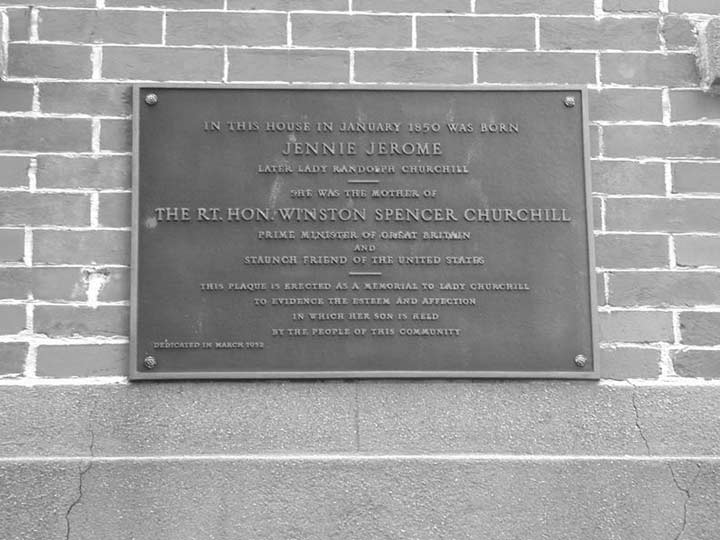 IN THIS HOUSE IN JANUARY 1850 WAS BORN
JENNIE JEROME
LATER LADY RANDOLPH CHURCHILL
SHE WAS THE MOTHER OF
THE RT. HON. WINSTON SPENCER CHURCHILL
PRIME MINISTER OF GREAT BRITAIN
AND
STAUNCH FRIEND OF THE UNITED STATES
THIS PLAQUE IS ERECTED AS A MEMORIAL TO LADY CHURCHILL
TO EVIDENCE THE ESTEEM AND AFFECTION
IN WHICH HER SON IS HELD
BY THE PEOPLE OF THIS COMMUNITY
DEDICATED IN MARCH 1952